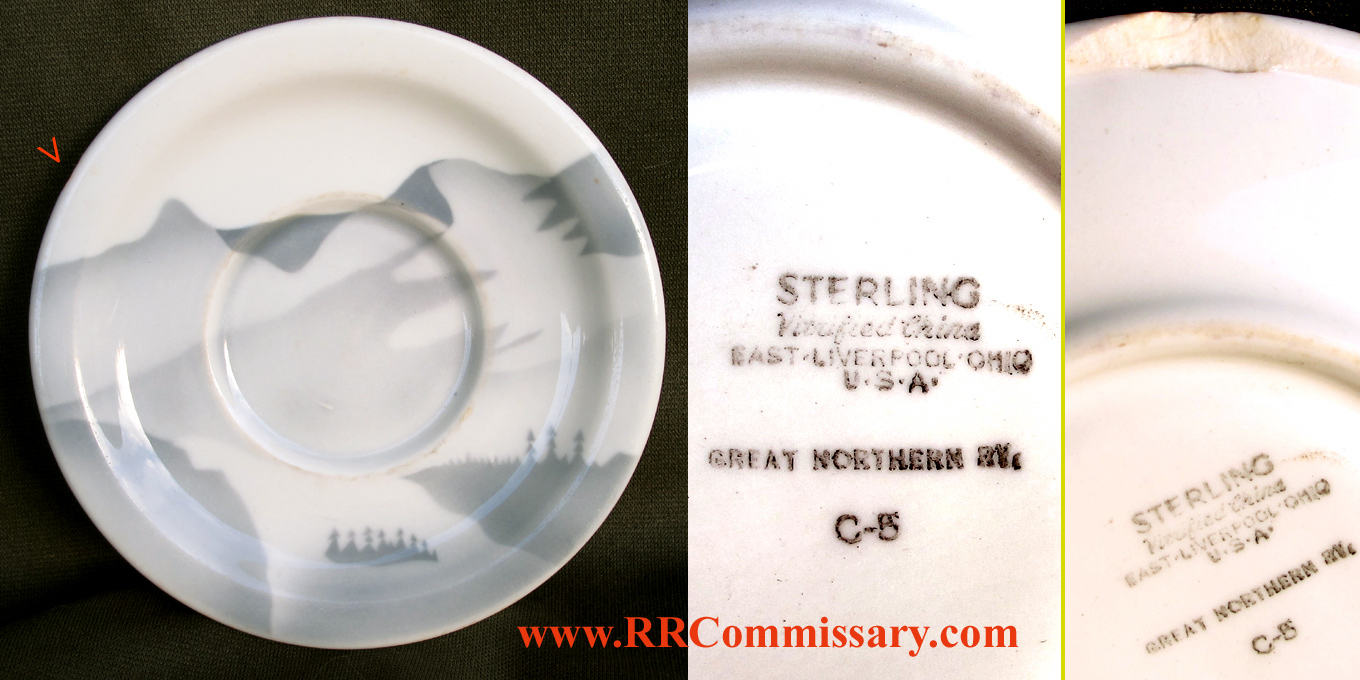 V
STERLING
Vitrified China
EAST·LIVERPOOL·OHIO
U·S·A·
GREAT NORTHERN RY.
C-5
STERLING
Vitrified China
EAST·LIVERPOOL·OHIO
U·S·A·
GREAT NORTHERN RY.
C-5
www.RRCommissary.com